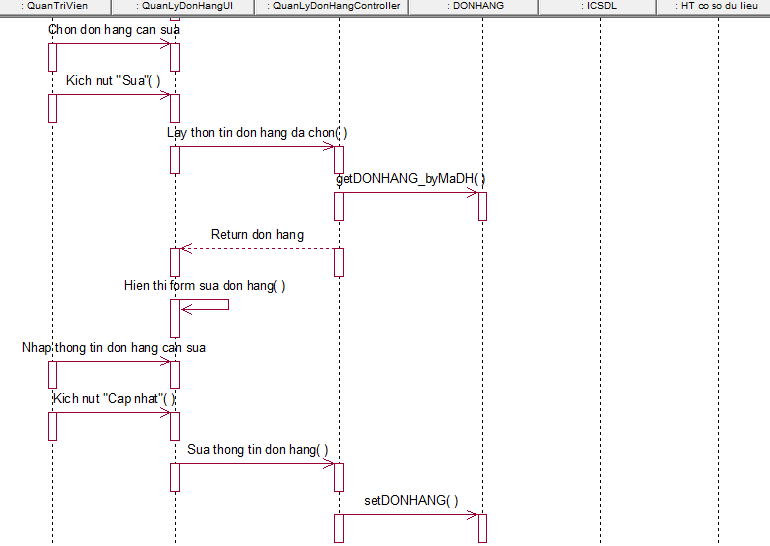 : QuanTriVien
: QuanLyDonHangUI
: QuanLyDonHangController
: DONHANG
: ICSDL
: HT co so du lieu
Chon don hang can sua
Kich nut "Sua"( )
Lay thon tin don hang da chon( )
getDONHANG_byMaDH( )
Return don hang
Hien thi form sua don hang( )
Nhap thong tin don hang can sua
Kich nut "Cap nhat"( )
Sua thong tin don hang( )
setDONHANG( )